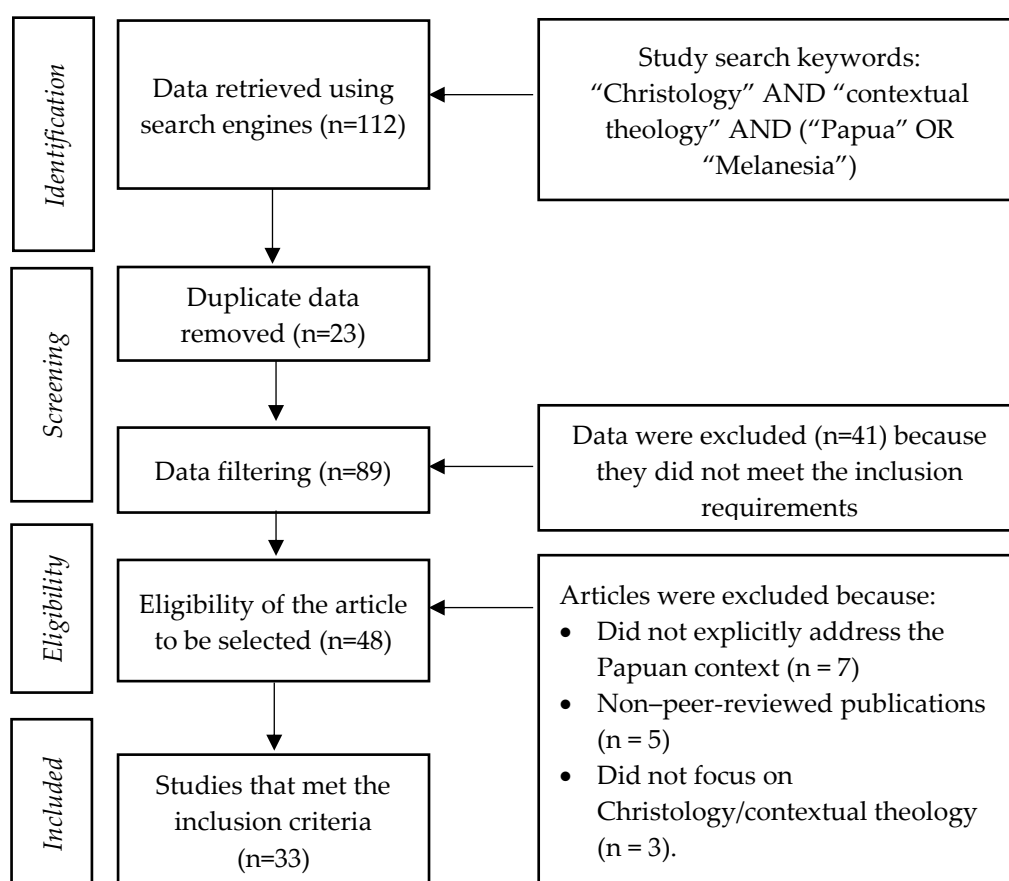 Identification
Data retrieved using
search engines (n=112)
Study search keywords:
“Christology” AND “contextual
theology” AND (“Papua” OR
“Melanesia”)
Screening
Duplicate data
removed (n=23)
Data filtering (n=89)
Data were excluded (n=41) because
they did not meet the inclusion
requirements
Eligibility
Eligibility of the article
to be selected (n=48)
Articles were excluded because:
• Did not explicitly address the
Papuan context (n = 7)
• Non–peer-reviewed publications
(n = 5)
• Did not focus on
Christology/contextual theology
(n = 3).
Included
Studies that met the
inclusion criteria
(n=33)